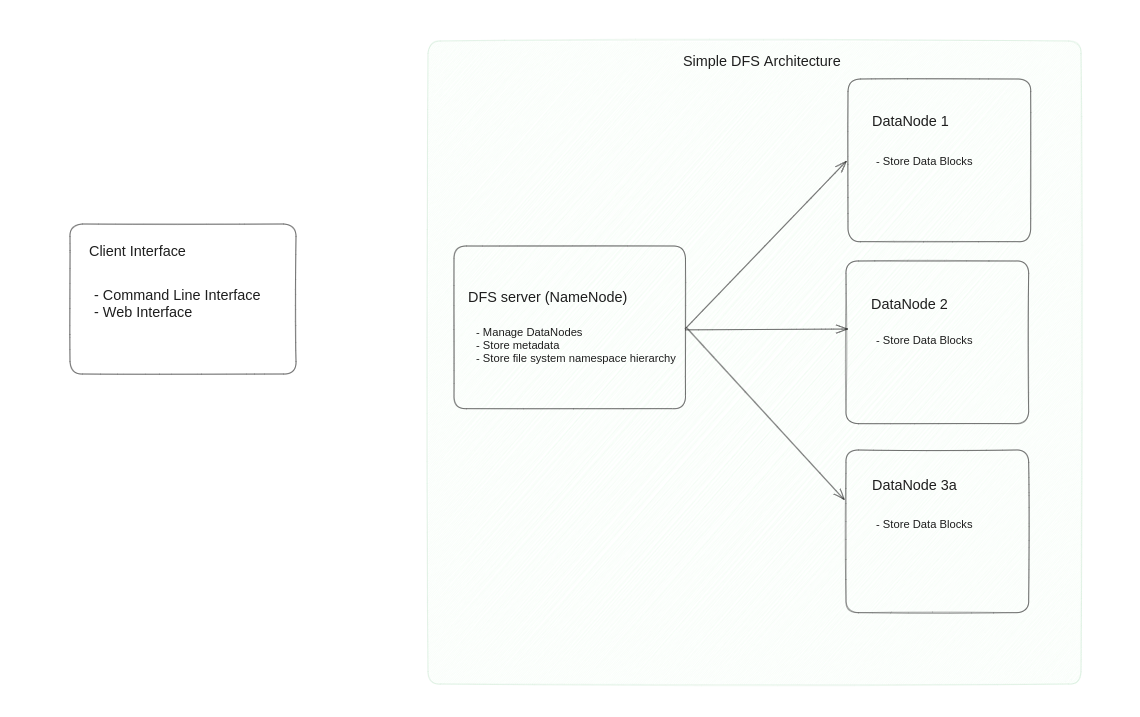 Simple DFS Architecture
Client Interface
- Command Line Interface
- Web Interface
DFS server (NameNode)
- Manage DataNodes
- Store metadata
- Store file system namespace hierarchy
DataNode 1
- Store Data Blocks
DataNode 2
- Store Data Blocks
DataNode 3a
- Store Data Blocks